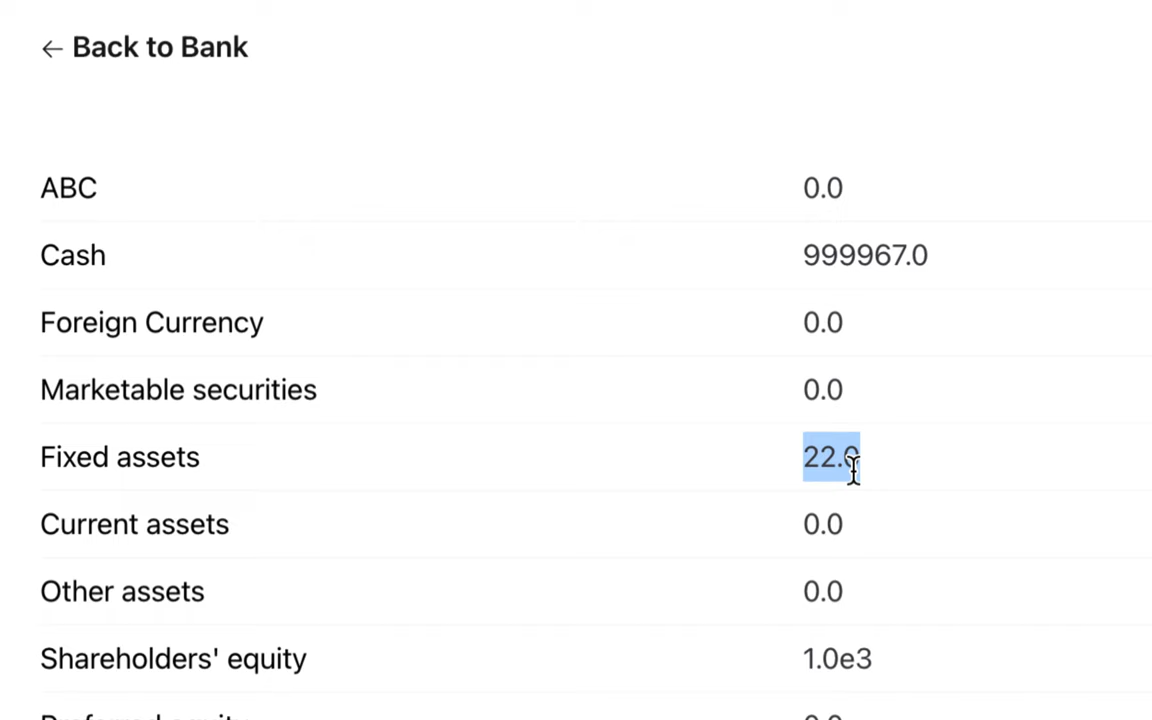 ← Back to Bank
ABC 0.0
Cash 999967.0
Foreign Currency 0.0
Marketable securities 0.0
Fixed assets 22.0
Current assets 0.0
Other assets 0.0
Shareholders' equity 1.0e3